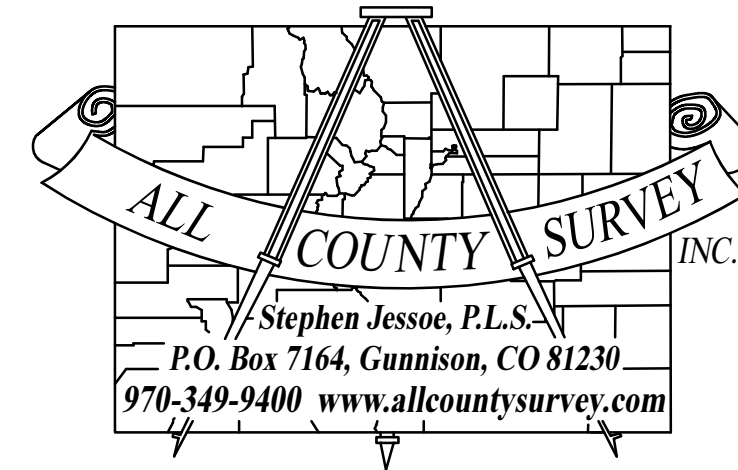 ALL COUNTY SURVEY INC.
Stephen Jessoe, P.L.S.
P.O. Box 7164, Gunnison, CO 81230
970-349-9400 www.allcountysurvey.com